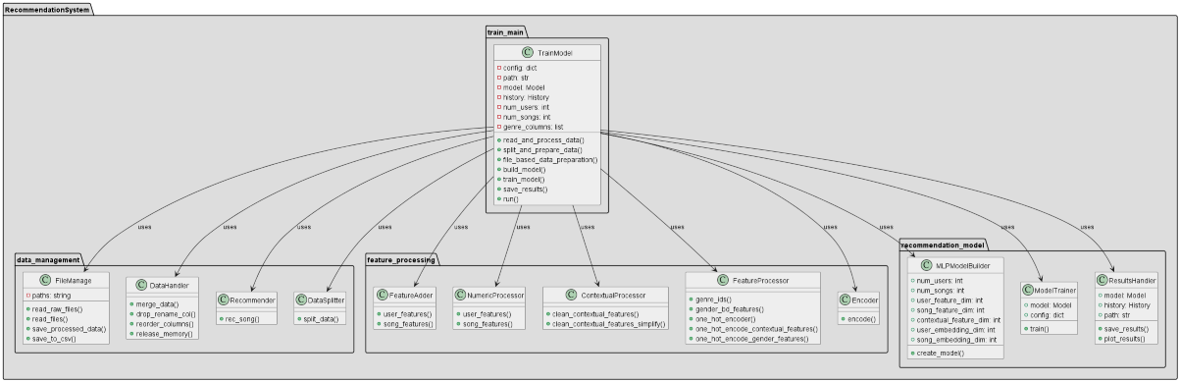 RecommendationSystem
train_main
C TrainModel
config: dict
path: str
model: Model
history: History
num_users: int
num_songs: int
genre_columns: list
read_and_process_data()
split_and_prepare_data()
file_based_data_preparation()
build_model()
train_model()
save_results()
run()
uses uses uses uses uses uses uses uses uses uses uses uses
data_management
C FileManage
paths: string
read_raw_files()
read_files()
save_processed_data()
save_to_csv()
C DataHandler
merge_data()
drop_rename_col()
reorder_columns()
release_memory()
C Recommender
rec_song()
C DataSplitter
split_data()
feature_processing
C FeatureAdder
user_features()
song_features()
C NumericProcessor
user_features()
song_features()
C ContextualProcessor
clean_contextual_features()
clean_contextual_features_simplify()
C FeatureProcessor
genre_ids()
gender_bd_features()
one_hot_encoder()
one_hot_encode_contextual_features()
one_hot_encode_gender_features()
C Encoder
encode()
recommendation_model
C MLPModelBuilder
num_users: int
num_songs: int
user_feature_dim: int
song_feature_dim: int
contextual_feature_dim: int
user_embedding_dim: int
song_embedding_dim: int
create_model()
C ModelTrainer
model: Model
config: dict
train()
C ResultsHandler
model: Model
history: History
path: str
save_results()
plot_results()